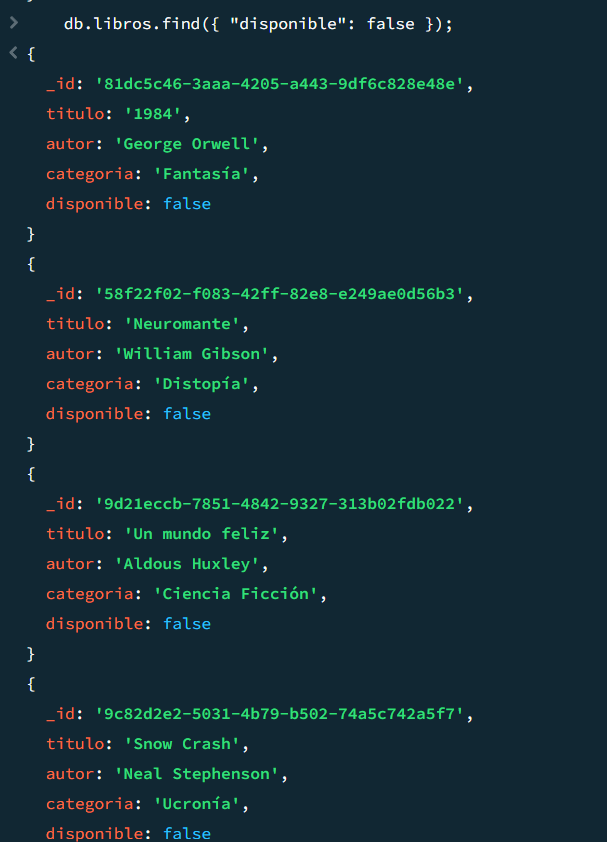 > db.libros.find({ "disponible": false });
< {
_id: '81dc5c46-3aaa-4205-a443-9df6c828e48e',
titulo: '1984',
autor: 'George Orwell',
categoria: 'Fantasía',
disponible: false
}
{
_id: '58f22f02-f083-42ff-82e8-e249ae0d56b3',
titulo: 'Neuromante',
autor: 'William Gibson',
categoria: 'Distopía',
disponible: false
}
{
_id: '9d21eccb-7851-4842-9327-313b02fdb022',
titulo: 'Un mundo feliz',
autor: 'Aldous Huxley',
categoria: 'Ciencia Ficción',
disponible: false
}
{
_id: '9c82d2e2-5031-4b79-b502-74a5c742a5f7',
titulo: 'Snow Crash',
autor: 'Neal Stephenson',
categoria: 'Ucronía',
disponible: false